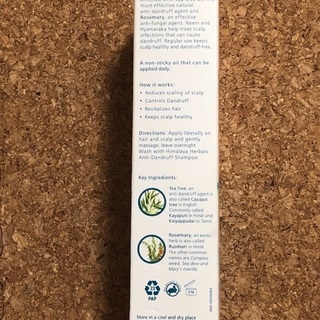 most effective natural
anti-dandruff agent and
Rosemary, an effective
anti-fungal agent. Neem and
Hyamaraka help treat scalp
infections that can cause
dandruff. Regular use keeps
scalp healthy and dandruff-free.
A non-sticky oil that can be
applied daily.
How it works:
• Reduces scaling of scalp
• Controls Dandruff
• Revitalizes hair
• Keeps scalp healthy
Directions: Apply liberally on
hair and scalp and gently
massage, leave overnight.
Wash with Himalaya Herbals
Anti-Dandruff Shampoo.
Key Ingredients:
Tea Tree, an
anti dandruff agent is
also called Cajuput
tree in English.
Commonly called
Kayaputi in Hindi and
Kaiyappudai in Tamil.
Rosemary, an exotic
herb is also called
Rusmari in Hindi.
The other common
names are Compass
weed, Sea dew and
Mary's mantle.
PAP
Store in a cool and dry place